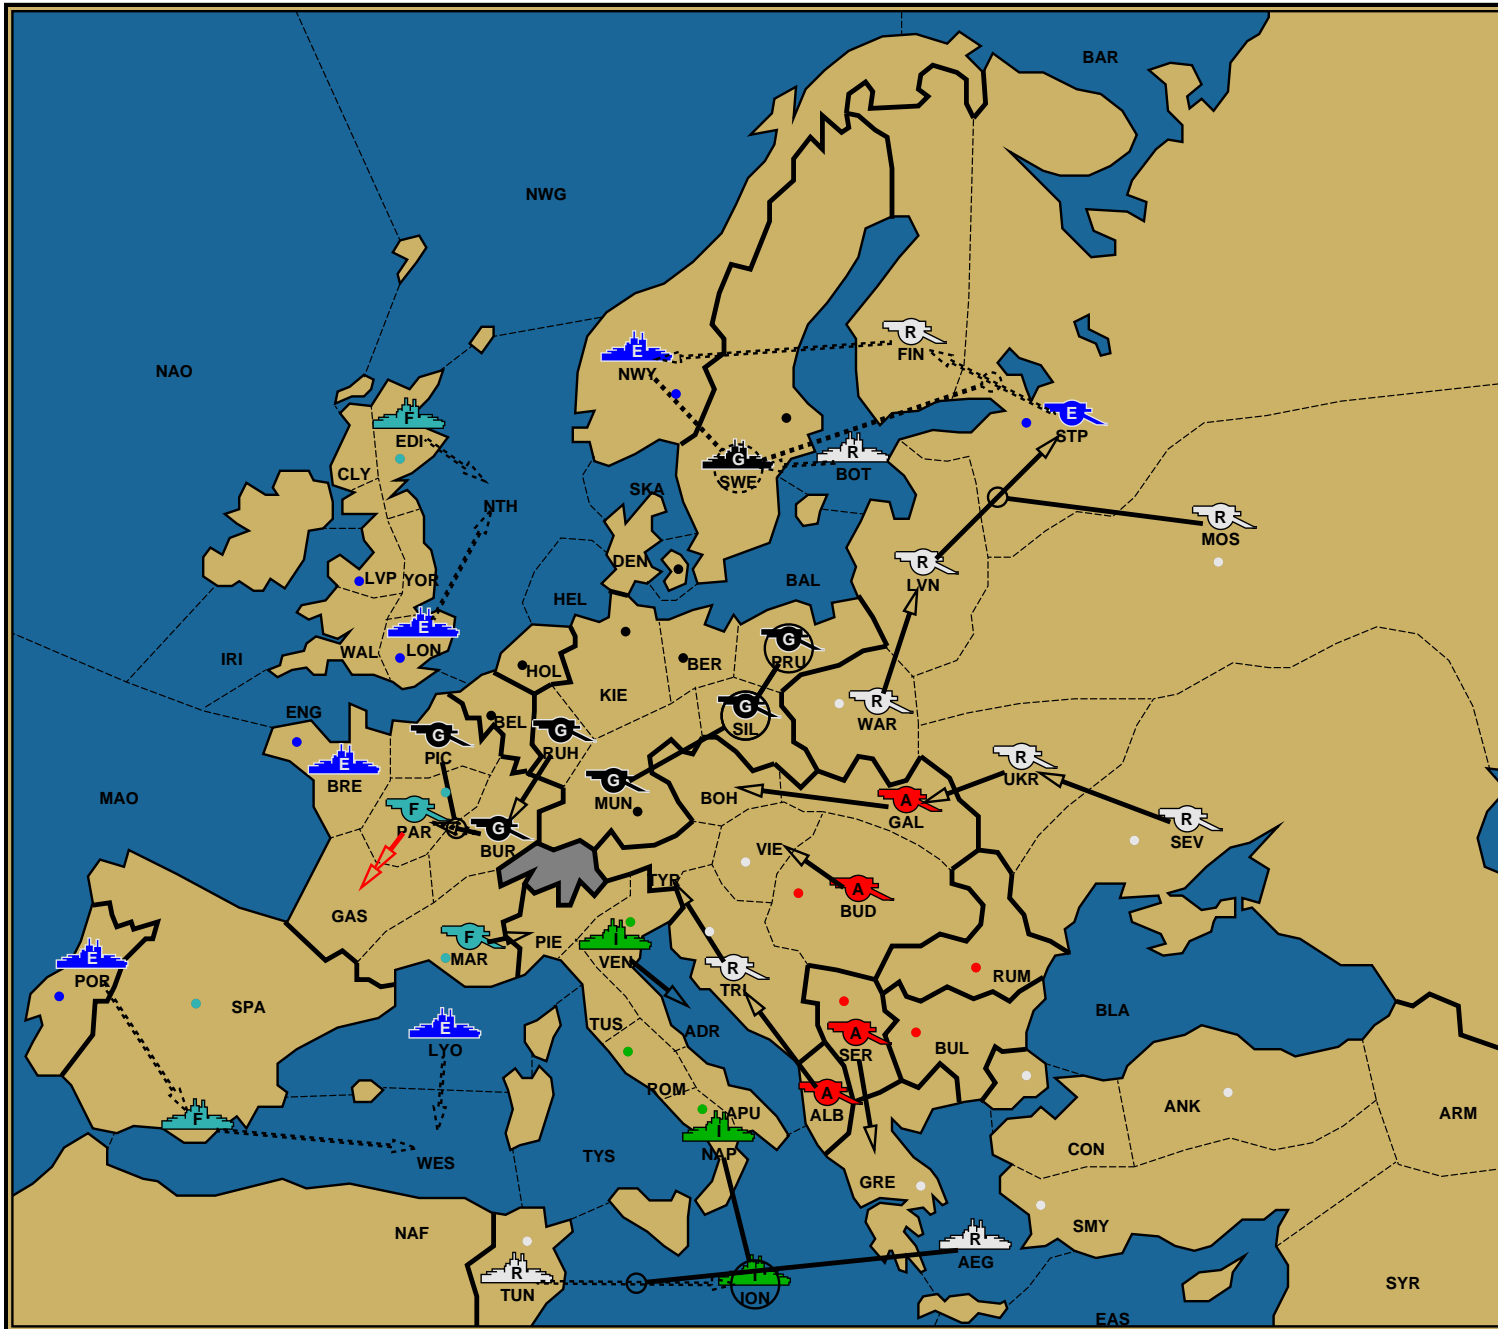 BAR
NWG
NAO
R
FIN
E
NWY
F
EDI
E
STP
CLY
G
SWE
R
BOT
SKA
NTH
R
MOS
DEN
R
LVN
LVP
YOR
BAL
HEL
E
LON
WAL
IRI
G
PRU
HOL
BER
KIE
ENG
BEL
G
PIC
G
RUH
G
SIL
R
WAR
E
BRE
G
MUN
BOH
R
UKR
MAO
F
PAR
G
BUR
A
GAL
R
SEV
VIE
TYR
A
BUD
GAS
F
MAR
PIE
I
VEN
E
POR
R
TRI
RUM
SPA
E
LYO
TUS
ADR
A
SER
BUL
BLA
ROM
A
ALB
APU
ANK
ARM
F
I
NAP
WES
TYS
CON
GRE
NAF
SMY
R
AEG
R
TUN
I
ION
SYR
EAS